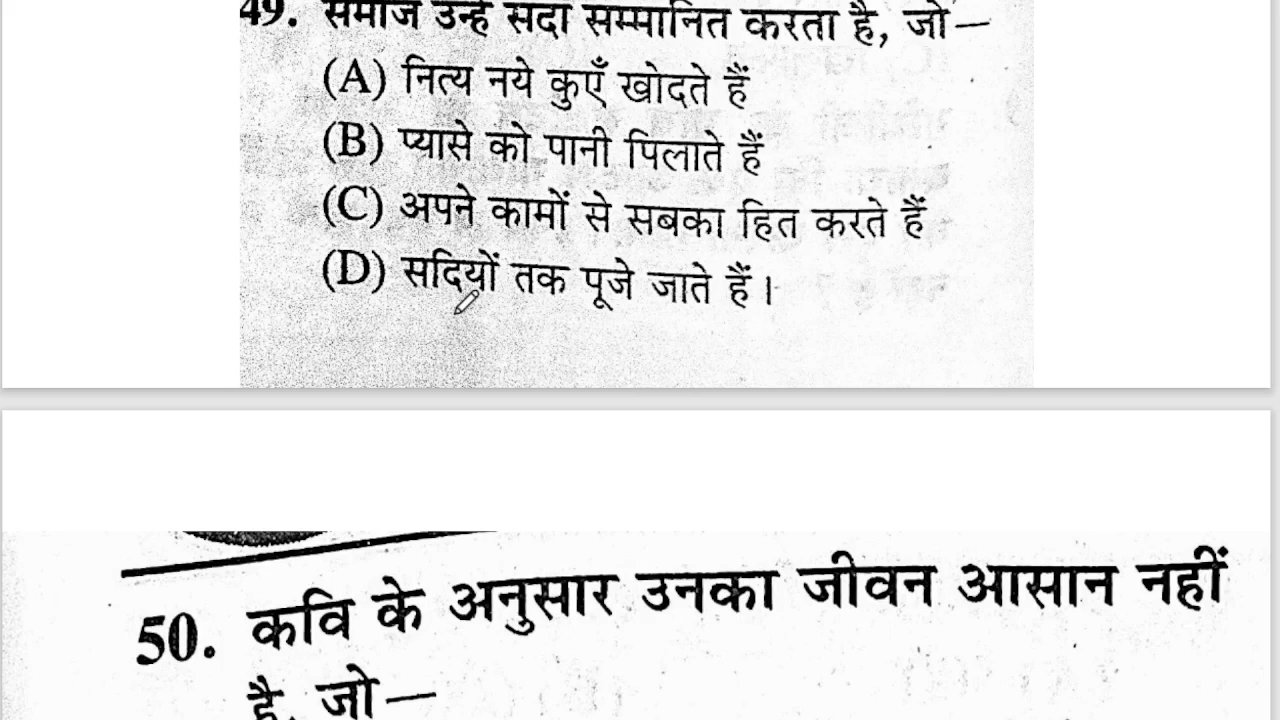 49. समाज उन्हें सदा सम्मानित करता है, जो—
(A) नित्य नये कुएँ खोदते हैं
(B) प्यासे को पानी पिलाते हैं
(C) अपने कामों से सबका हित करते हैं
(D) सदियों तक पूजे जाते हैं।
50. कवि के अनुसार उनका जीवन आसान नहीं
है, जो—